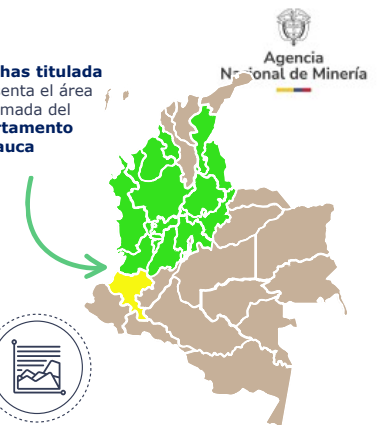 has titulada
enta el área
mada del
rtamento
auca
Agencia
Nacional de Minería